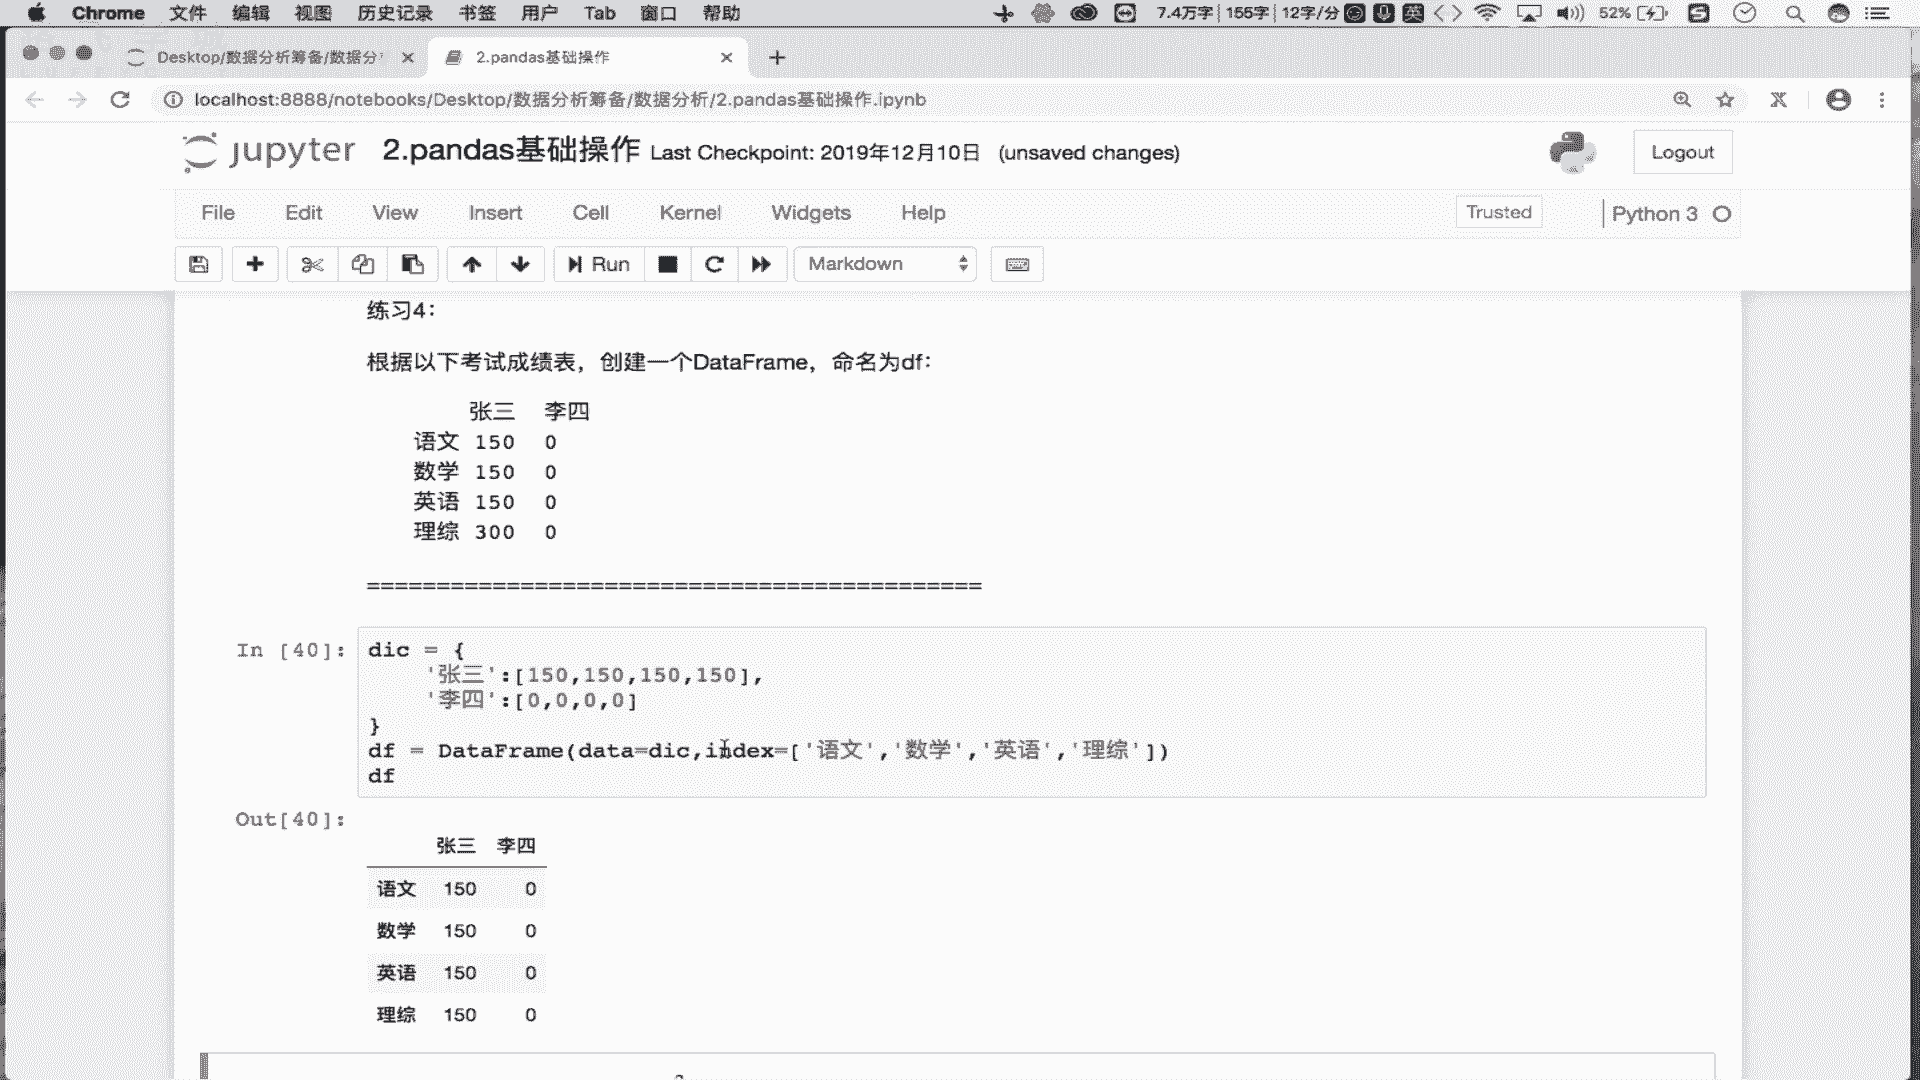 Chrome 文件 编辑 视图 历史记录 书签 用户 Tab 窗口 帮助 7.4万字 155字 12字/分 英 52%
Desktop/数据分析筹备/数据分 2.pandas基础操作
localhost:8888/notebooks/Desktop/数据分析筹备/数据分析/2.pandas基础操作.ipynb
jupyter 2.pandas基础操作 Last Checkpoint: 2019年12月10日 (unsaved changes) Logout
File Edit View Insert Cell Kernel Widgets Help Trusted Python 3
Run Markdown
练习4：
根据以下考试成绩表，创建一个DataFrame，命名为df：
张三 李四
语文 150 0
数学 150 0
英语 150 0
理综 300 0
============================================
In [40]: dic = {
'张三':[150,150,150,150],
'李四':[0,0,0,0]
}
df = DataFrame(data=dic,index=['语文','数学','英语','理综'])
df
Out[40]:
张三 李四
语文 150 0
数学 150 0
英语 150 0
理综 150 0